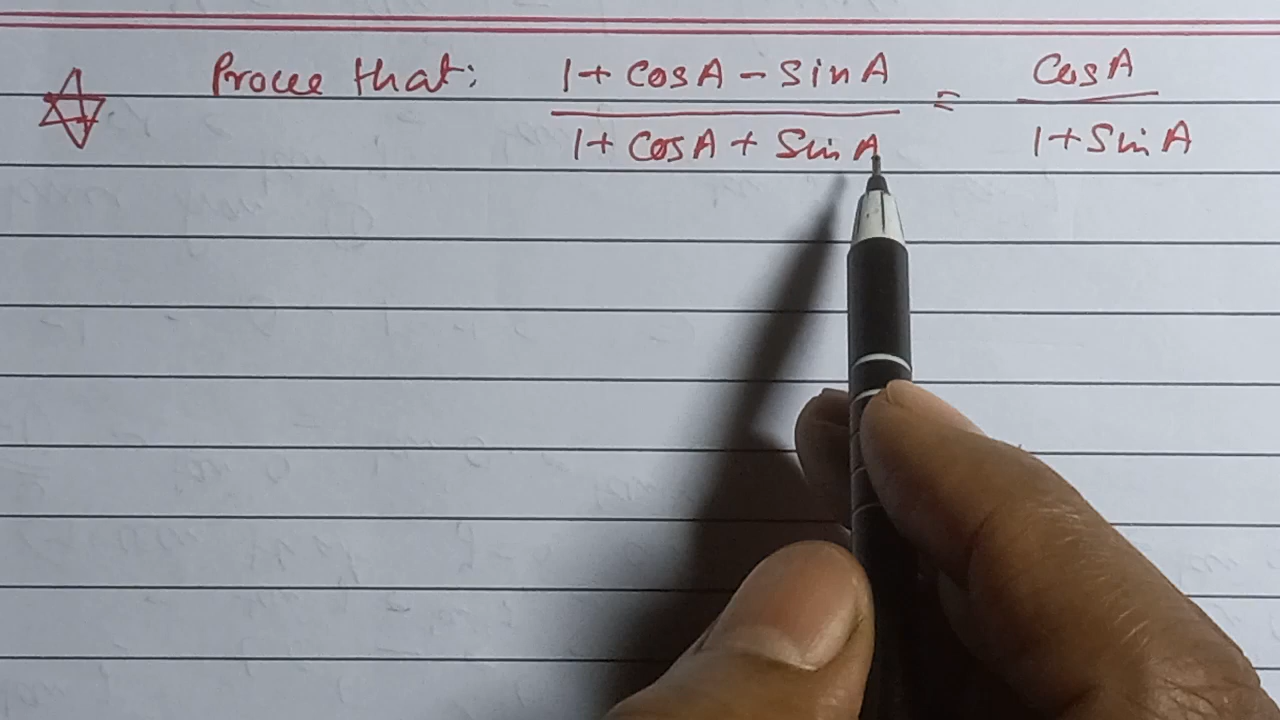 Prove that: (1 + cosA - sinA) / (1 + cosA + sinA) = cosA / (1 + sinA)